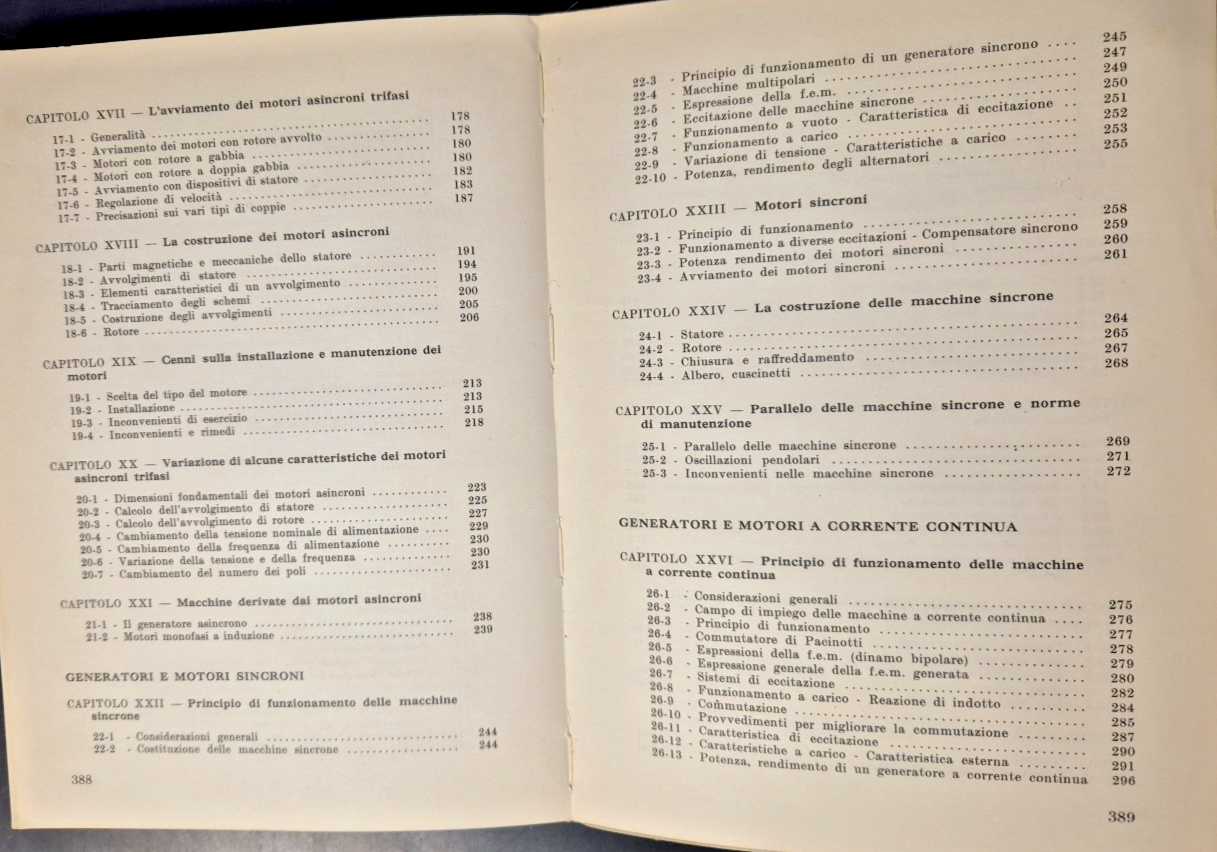 CAPITOLO XVII — L'avviamento dei motori asincroni trifasi
17-1 - Generalità 178
17-2 - Avviamento dei motori con rotore avvolto 178
17-3 - Motori con rotore a gabbia 180
17-4 - Motori con rotore a doppia gabbia 180
17-5 - Avviamento con dispositivi di statore 182
17-6 - Regolazione di velocità 183
17-7 - Precisazioni sui vari tipi di coppie 187
CAPITOLO XVIII — La costruzione dei motori asincroni
18-1 - Parti magnetiche e meccaniche dello statore 191
18-2 - Avvolgimenti di statore 194
18-3 - Elementi caratteristici di un avvolgimento 195
18-4 - Tracciamento degli schemi 200
18-5 - Costruzione degli avvolgimenti 205
18-6 - Rotore 206
CAPITOLO XIX — Cenni sulla installazione e manutenzione dei
motori
19-1 - Scelta del tipo del motore 213
19-2 - Installazione 213
19-3 - Inconvenienti di esercizio 215
19-4 - Inconvenienti e rimedi 218
CAPITOLO XX — Variazione di alcune caratteristiche dei motori
asincroni trifasi
20-1 - Dimensioni fondamentali dei motori asincroni 223
20-2 - Calcolo dell'avvolgimento di statore 225
20-3 - Calcolo dell'avvolgimento di rotore 227
20-4 - Cambiamento della tensione nominale di alimentazione 229
20-5 - Cambiamento della frequenza di alimentazione 230
20-6 - Variazione della tensione e della frequenza 230
20-7 - Cambiamento del numero dei poli 231
CAPITOLO XXI — Macchine derivate dai motori asincroni
21-1 - Il generatore asincrono 238
21-2 - Motori monofasi a induzione 239
GENERATORI E MOTORI SINCRONI
CAPITOLO XXII — Principio di funzionamento delle macchine
sincrone
22-1 - Considerazioni generali 244
22-2 - Costituzione delle macchine sincrone 244
388
22-3 - Principio di funzionamento di un generatore sincrono 245
22-4 - Macchine multipolari 247
22-5 - Espressione della f.e.m. 249
22-6 - Eccitazione delle macchine sincrone 250
22-7 - Funzionamento a vuoto - Caratteristica di eccitazione 251
22-8 - Funzionamento a carico 252
22-9 - Variazione di tensione - Caratteristiche a carico 253
22-10 - Potenza, rendimento degli alternatori 255
CAPITOLO XXIII — Motori sincroni
23-1 - Principio di funzionamento 258
23-2 - Funzionamento a diverse eccitazioni - Compensatore sincrono 259
23-3 - Potenza rendimento dei motori sincroni 260
23-4 - Avviamento dei motori sincroni 261
CAPITOLO XXIV — La costruzione delle macchine sincrone
24-1 - Statore 264
24-2 - Rotore 265
24-3 - Chiusura e raffreddamento 267
24-4 - Albero, cuscinetti 268
CAPITOLO XXV — Parallelo delle macchine sincrone e norme
di manutenzione
25-1 - Parallelo delle macchine sincrone 269
25-2 - Oscillazioni pendolari 271
25-3 - Inconvenienti nelle macchine sincrone 272
GENERATORI E MOTORI A CORRENTE CONTINUA
CAPITOLO XXVI — Principio di funzionamento delle macchine
a corrente continua
26-1 - Considerazioni generali 275
26-2 - Campo di impiego delle macchine a corrente continua 276
26-3 - Principio di funzionamento 277
26-4 - Commutatore di Pacinotti 278
26-5 - Espressioni della f.e.m. (dinamo bipolare) 279
26-6 - Espressione generale della f.e.m. generata 280
26-7 - Sistemi di eccitazione 282
26-8 - Funzionamento a carico - Reazione di indotto 284
26-9 - Commutazione 285
26-10 - Provvedimenti per migliorare la commutazione 287
26-11 - Caratteristica di eccitazione 290
26-12 - Caratteristiche a carico - Caratteristica esterna 291
26-13 - Potenza, rendimento di un generatore a corrente continua 296
389